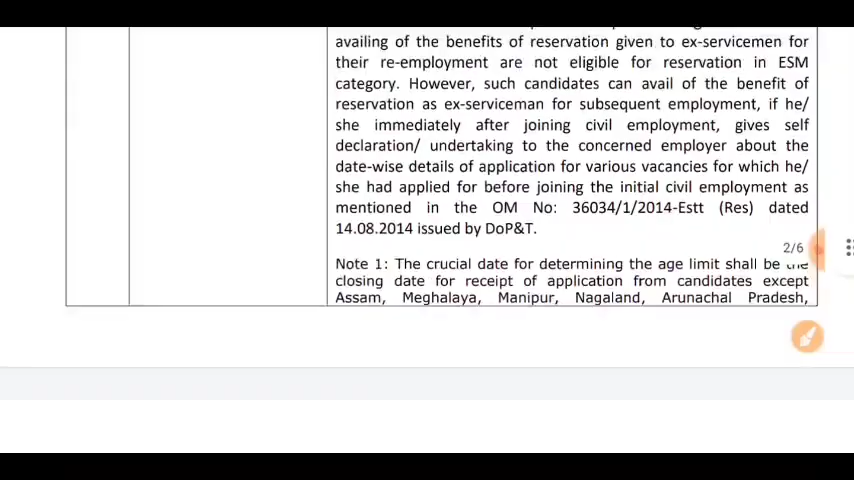 availing of the benefits of reservation given to ex-servicemen for
their re-employment are not eligible for reservation in ESM
category. However, such candidates can avail of the benefit of
reservation as ex-serviceman for subsequent employment, if he/
she immediately after joining civil employment, gives self
declaration/ undertaking to the concerned employer about the
date-wise details of application for various vacancies for which he/
she had applied for before joining the initial civil employment as
mentioned in the OM No: 36034/1/2014-Estt (Res) dated
14.08.2014 issued by DoP&T.
2/6
Note 1: The crucial date for determining the age limit shall be the
closing date for receipt of application from candidates except
Assam, Meghalaya, Manipur, Nagaland, Arunachal Pradesh,